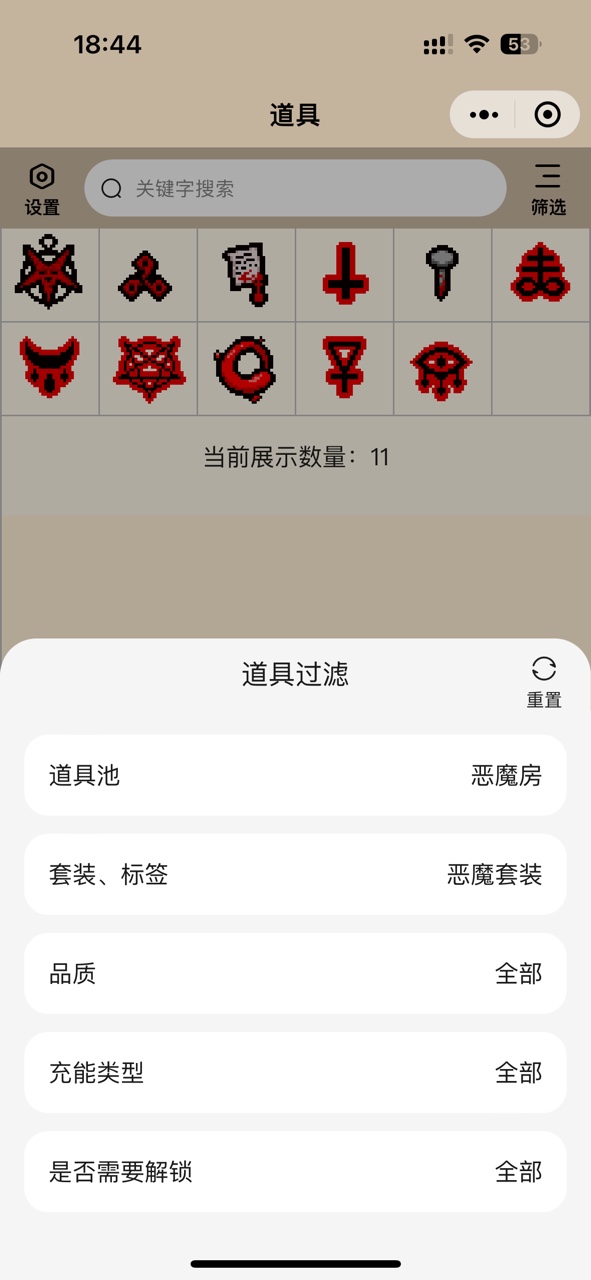 18:44
53
道具
设置
关键字搜索
筛选
当前展示数量：11
道具过滤
重置
道具池
恶魔房
套装、标签
恶魔套装
品质
全部
充能类型
全部
是否需要解锁
全部